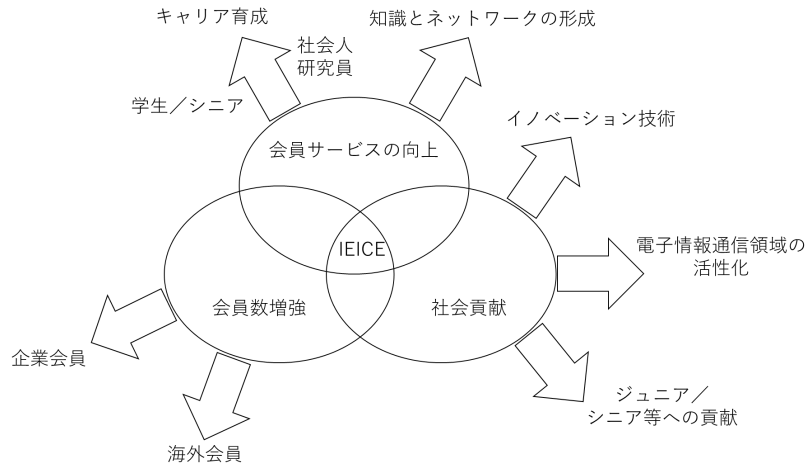 キャリア育成
知識とネットワークの形成
社会人
研究員
学生／シニア
イノベーション技術
会員サービスの向上
IEICE
電子情報通信領域の
活性化
会員数増強
社会貢献
企業会員
ジュニア／
シニア等への貢献
海外会員